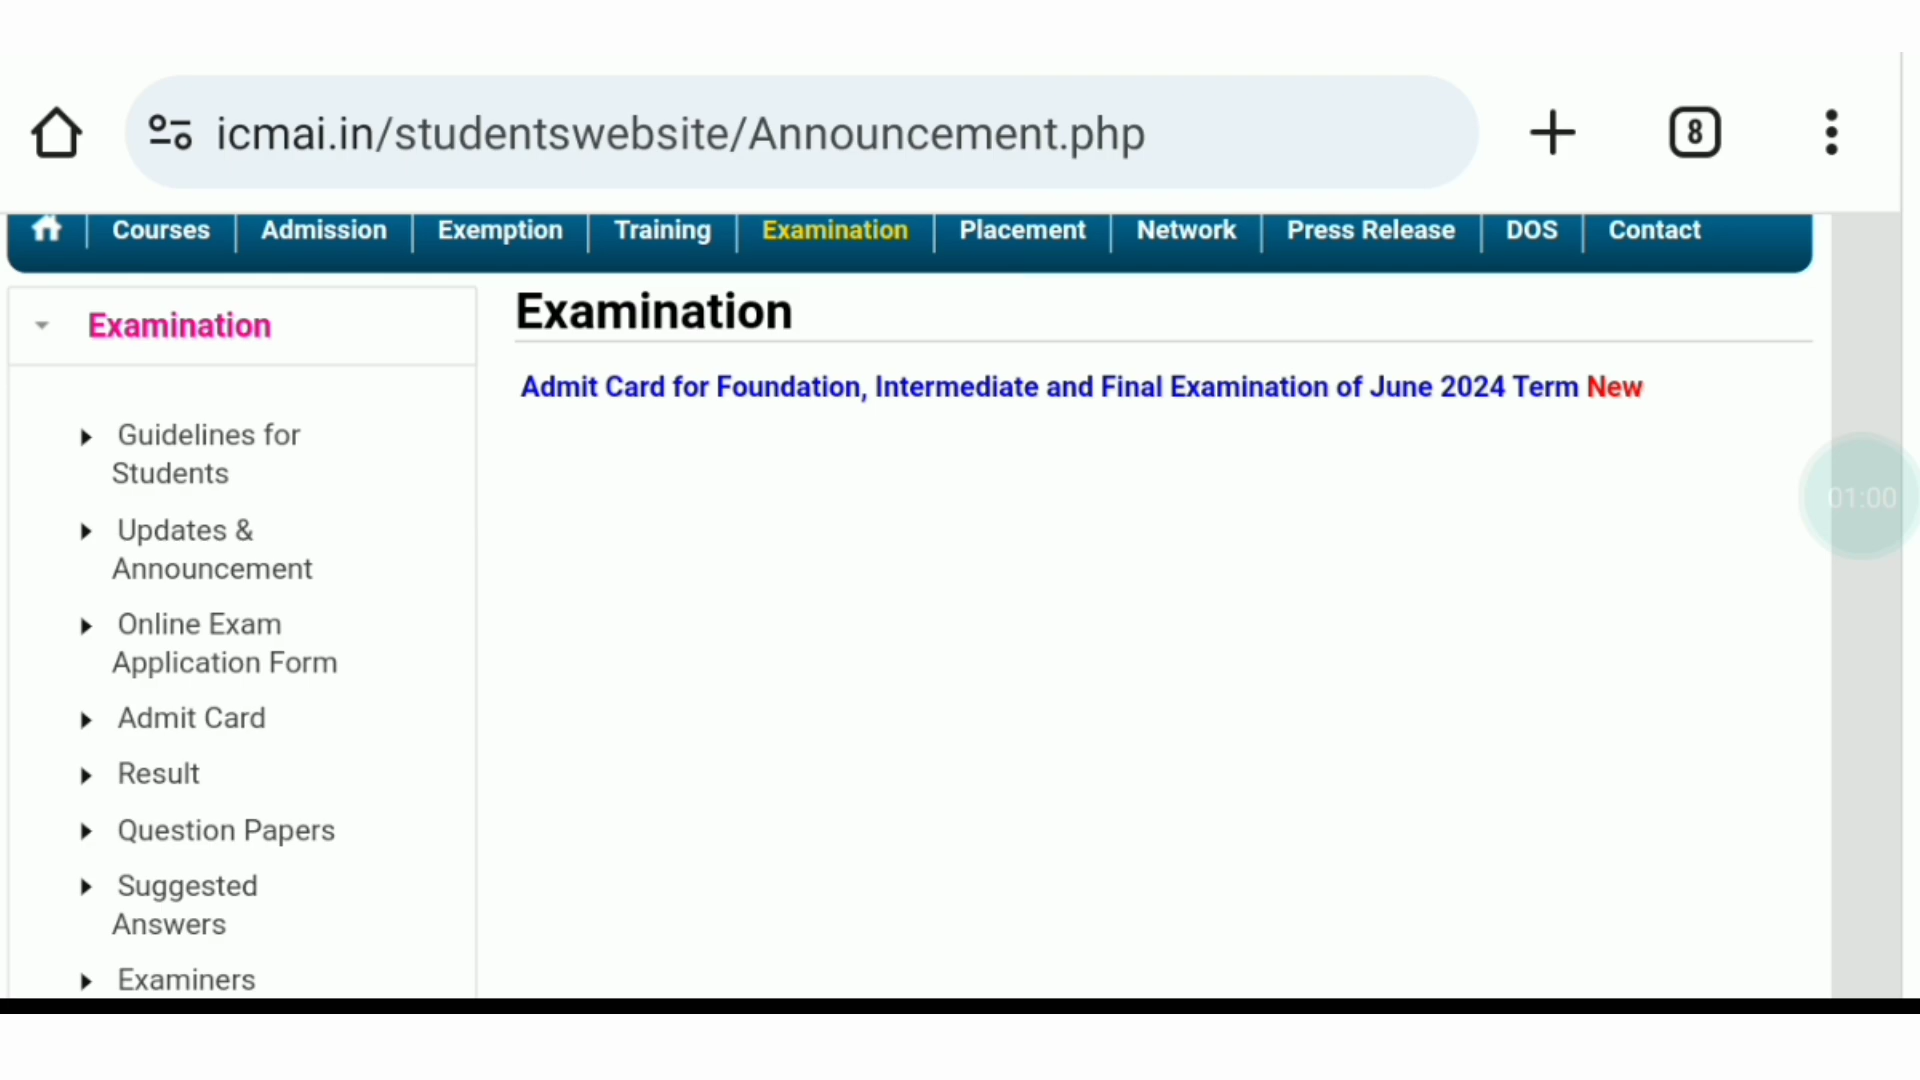 icmai.in/studentswebsite/Announcement.php
8
Courses Admission Exemption Training Examination Placement Network Press Release DOS Contact
Examination
Guidelines for
Students
Updates &
Announcement
Online Exam
Application Form
Admit Card
Result
Question Papers
Suggested
Answers
Examiners
Examination
Admit Card for Foundation, Intermediate and Final Examination of June 2024 Term New
01:00